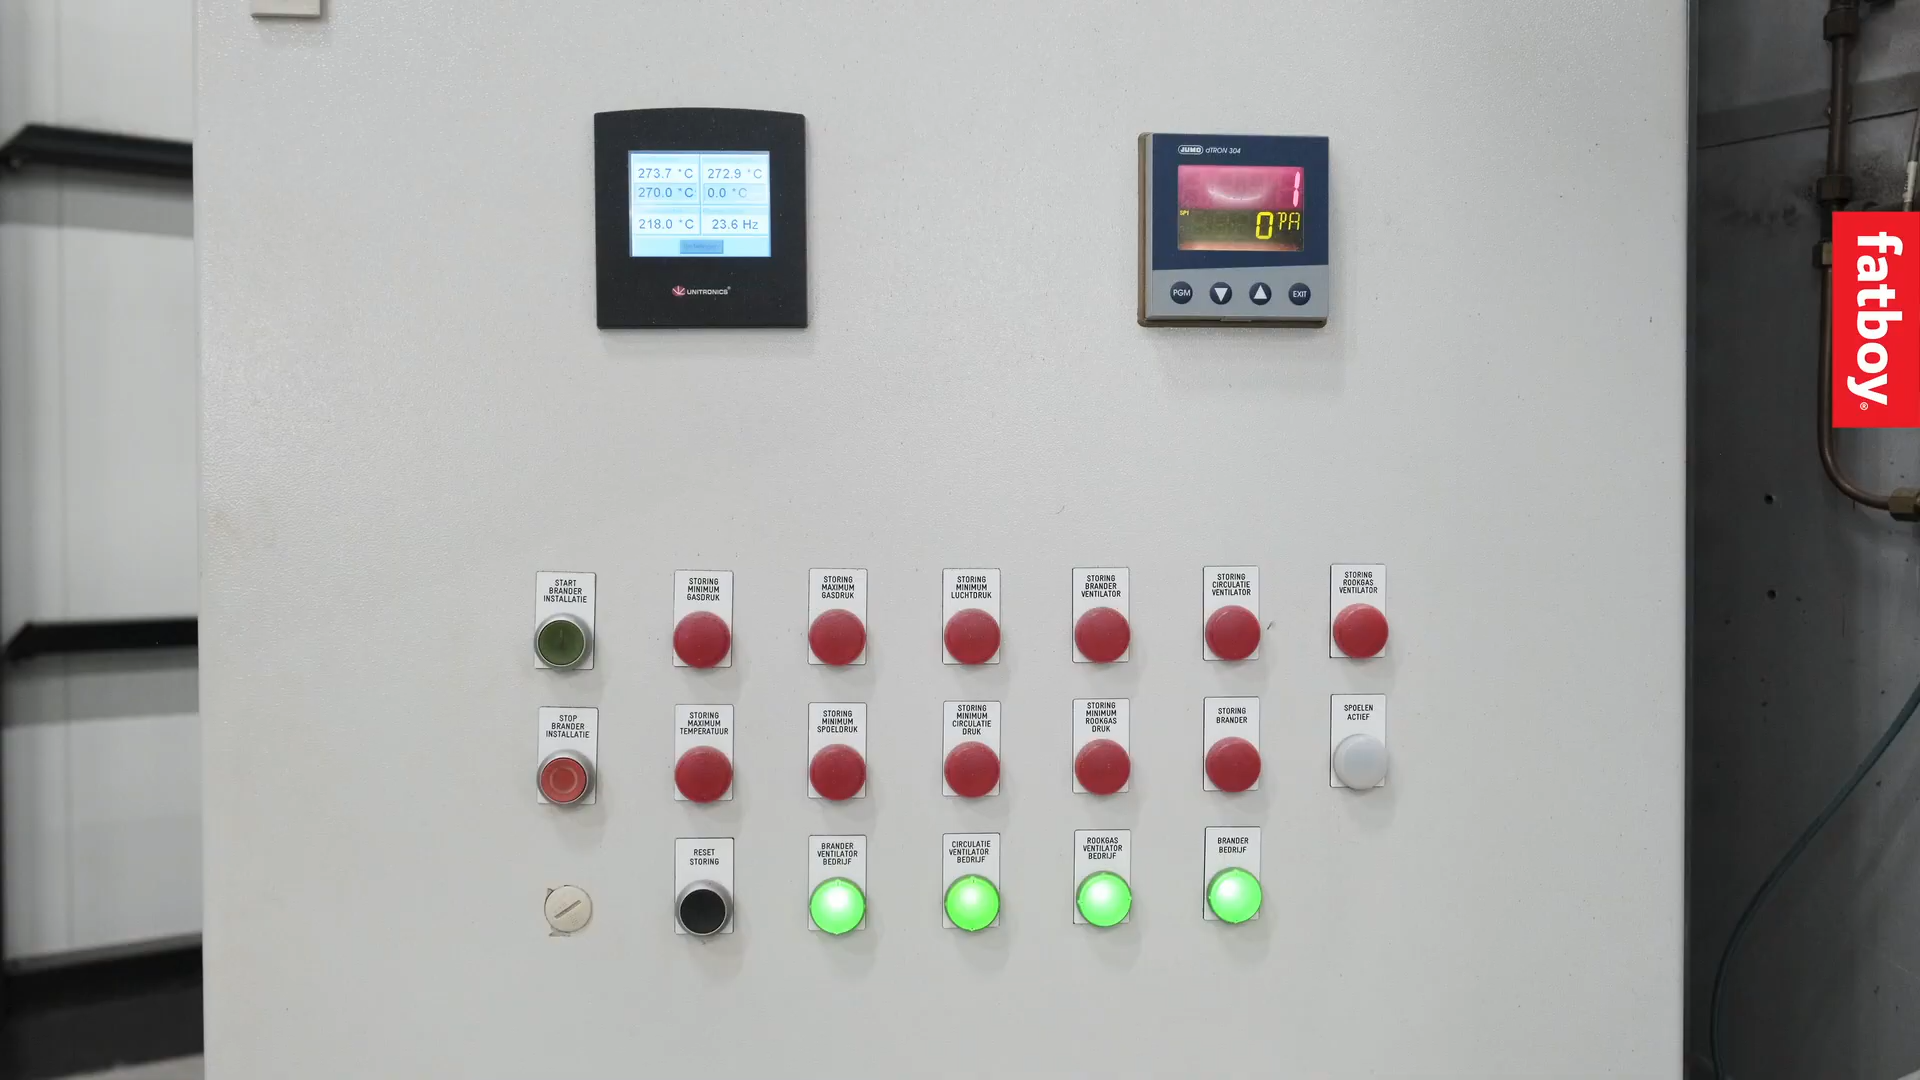 273.7 °C 272.9 °C
270.0 °C 0.0 °C
218.0 °C 23.6 Hz
UNITRONICS®
JUMO dTRON 304
1
SP1
0 PA
PGM
EXIT
fatboy®
START
BRANDER
INSTALLATIE
STORING
MINIMUM
GASDRUK
STORING
MAXIMUM
GASDRUK
STORING
MINIMUM
LUCHTDRUK
STORING
BRANDER
VENTILATOR
STORING
CIRCULATIE
VENTILATOR
STORING
ROOKGAS
VENTILATOR
STOP
BRANDER
INSTALLATIE
STORING
MAXIMUM
TEMPERATUUR
STORING
MINIMUM
SPOELDRUK
STORING
MINIMUM
CIRCULATIE
DRUK
STORING
MINIMUM
ROOKGAS
DRUK
STORING
BRANDER
SPOELEN
ACTIEF
RESET
STORING
BRANDER
VENTILATOR
BEDRIJF
CIRCULATIE
VENTILATOR
BEDRIJF
ROOKGAS
VENTILATOR
BEDRIJF
BRANDER
BEDRIJF